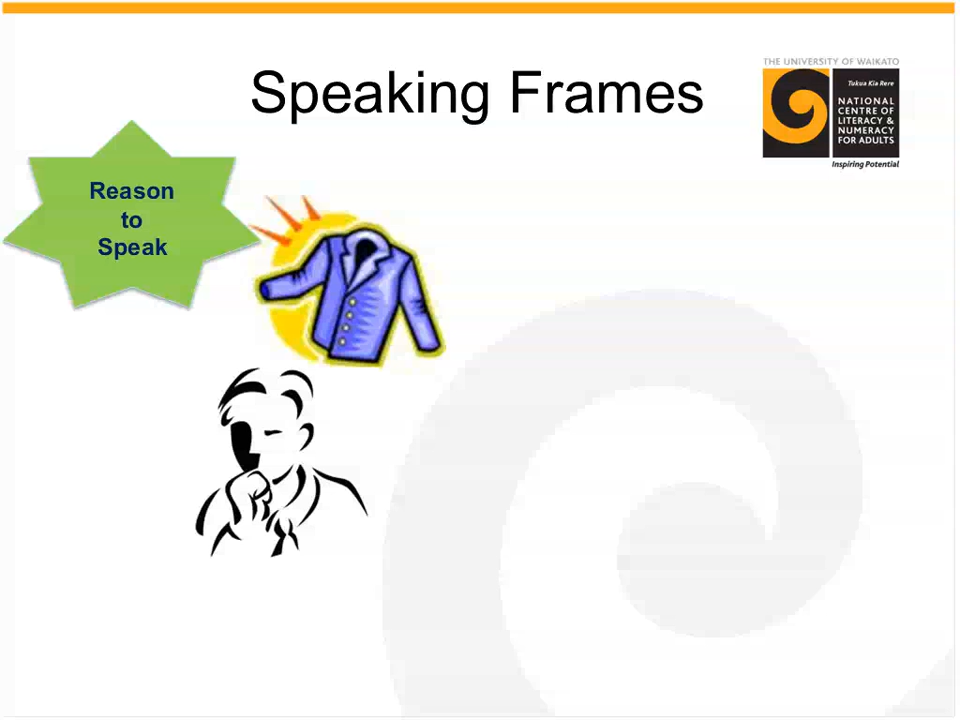 Speaking Frames
THE UNIVERSITY OF WAIKATO
Tukua Kia Rere
NATIONAL
CENTRE OF
LITERACY &
NUMERACY
FOR ADULTS
Inspiring Potential
Reason
to
Speak